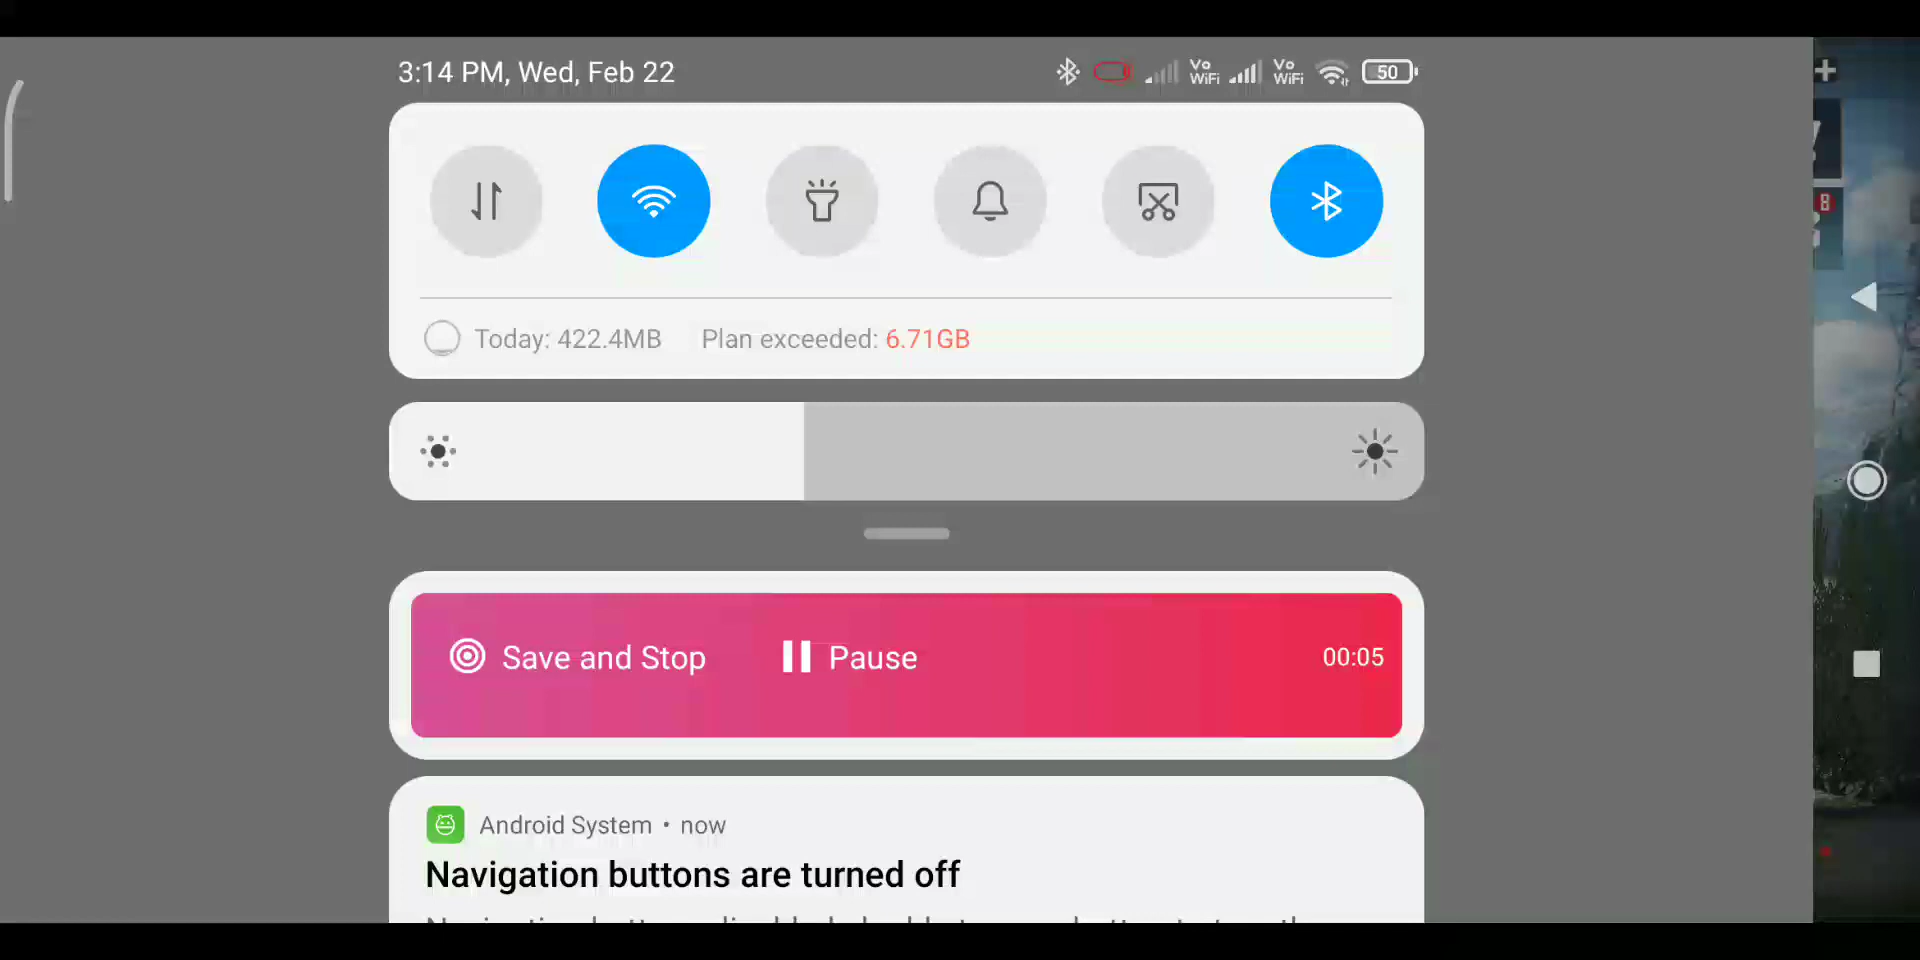 3:14 PM, Wed, Feb 22
Vo WiFi Vo WiFi 50
Today: 422.4MB Plan exceeded: 6.71GB
Save and Stop Pause 00:05
Android System • now
Navigation buttons are turned off
8